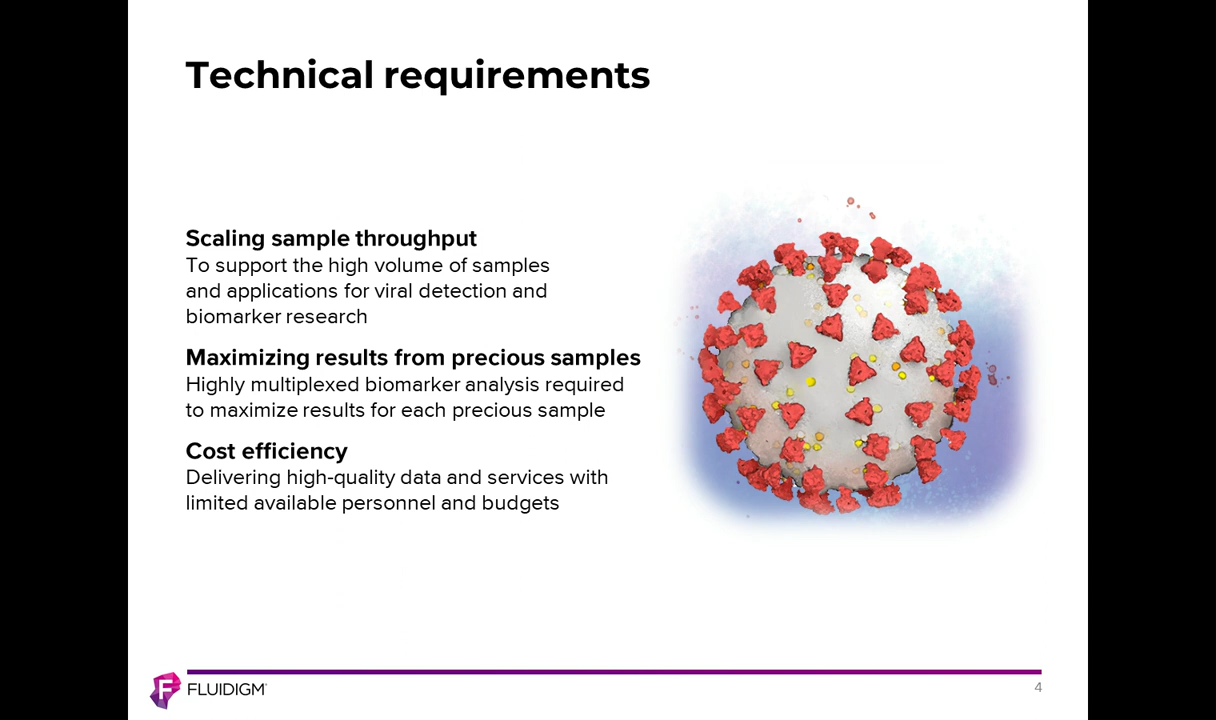 Technical requirements
Scaling sample throughput
To support the high volume of samples
and applications for viral detection and
biomarker research
Maximizing results from precious samples
Highly multiplexed biomarker analysis required
to maximize results for each precious sample
Cost efficiency
Delivering high-quality data and services with
limited available personnel and budgets
F FLUIDIGM
4